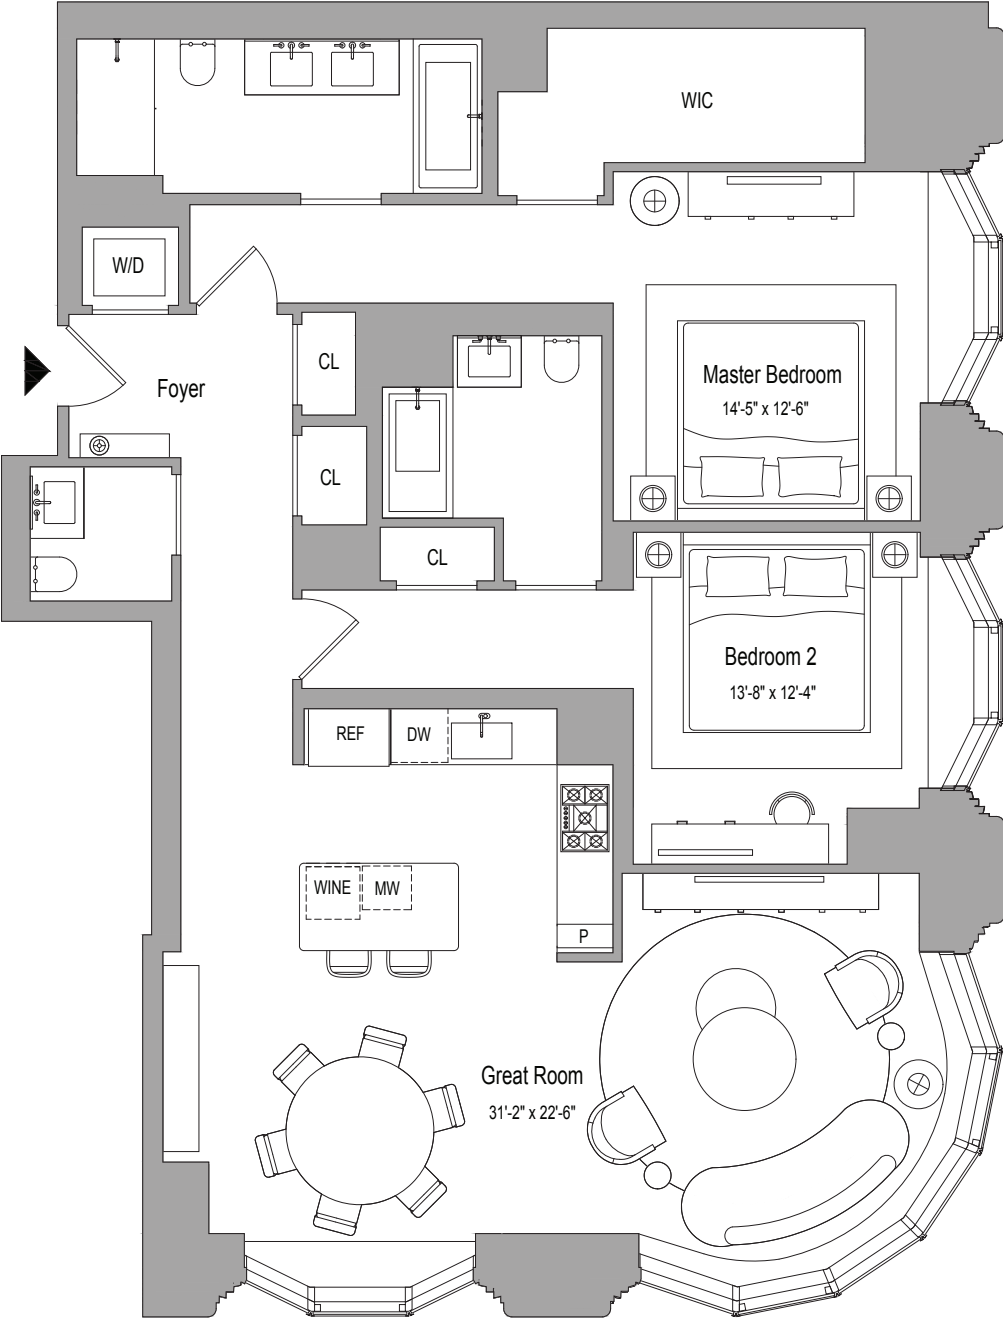 WIC
W/D
CL
Foyer
Master Bedroom
14'-5" x 12'-6"
CL
CL
Bedroom 2
13'-8" x 12'-4"
REF
DW
WINE
MW
P
Great Room
31'-2" x 22'-6"